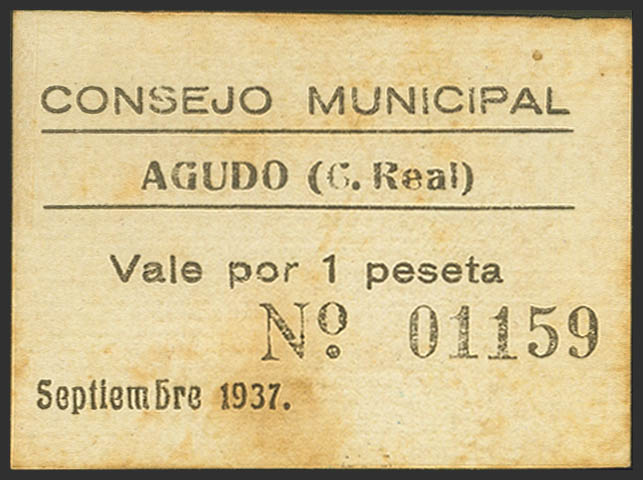 CONSEJO MUNICIPAL
AGUDO (C. Real)
Vale por 1 peseta
Nº. 01159
Septiembre 1937.